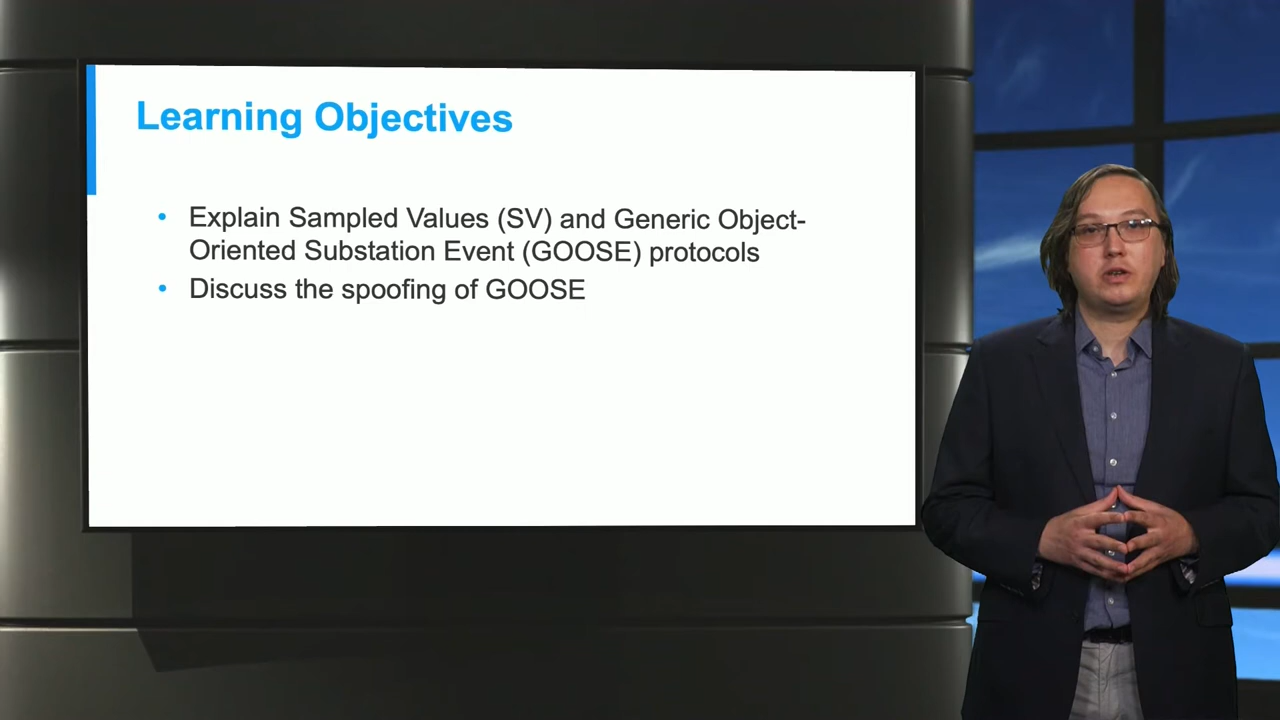 Learning Objectives
• Explain Sampled Values (SV) and Generic Object-
Oriented Substation Event (GOOSE) protocols
• Discuss the spoofing of GOOSE